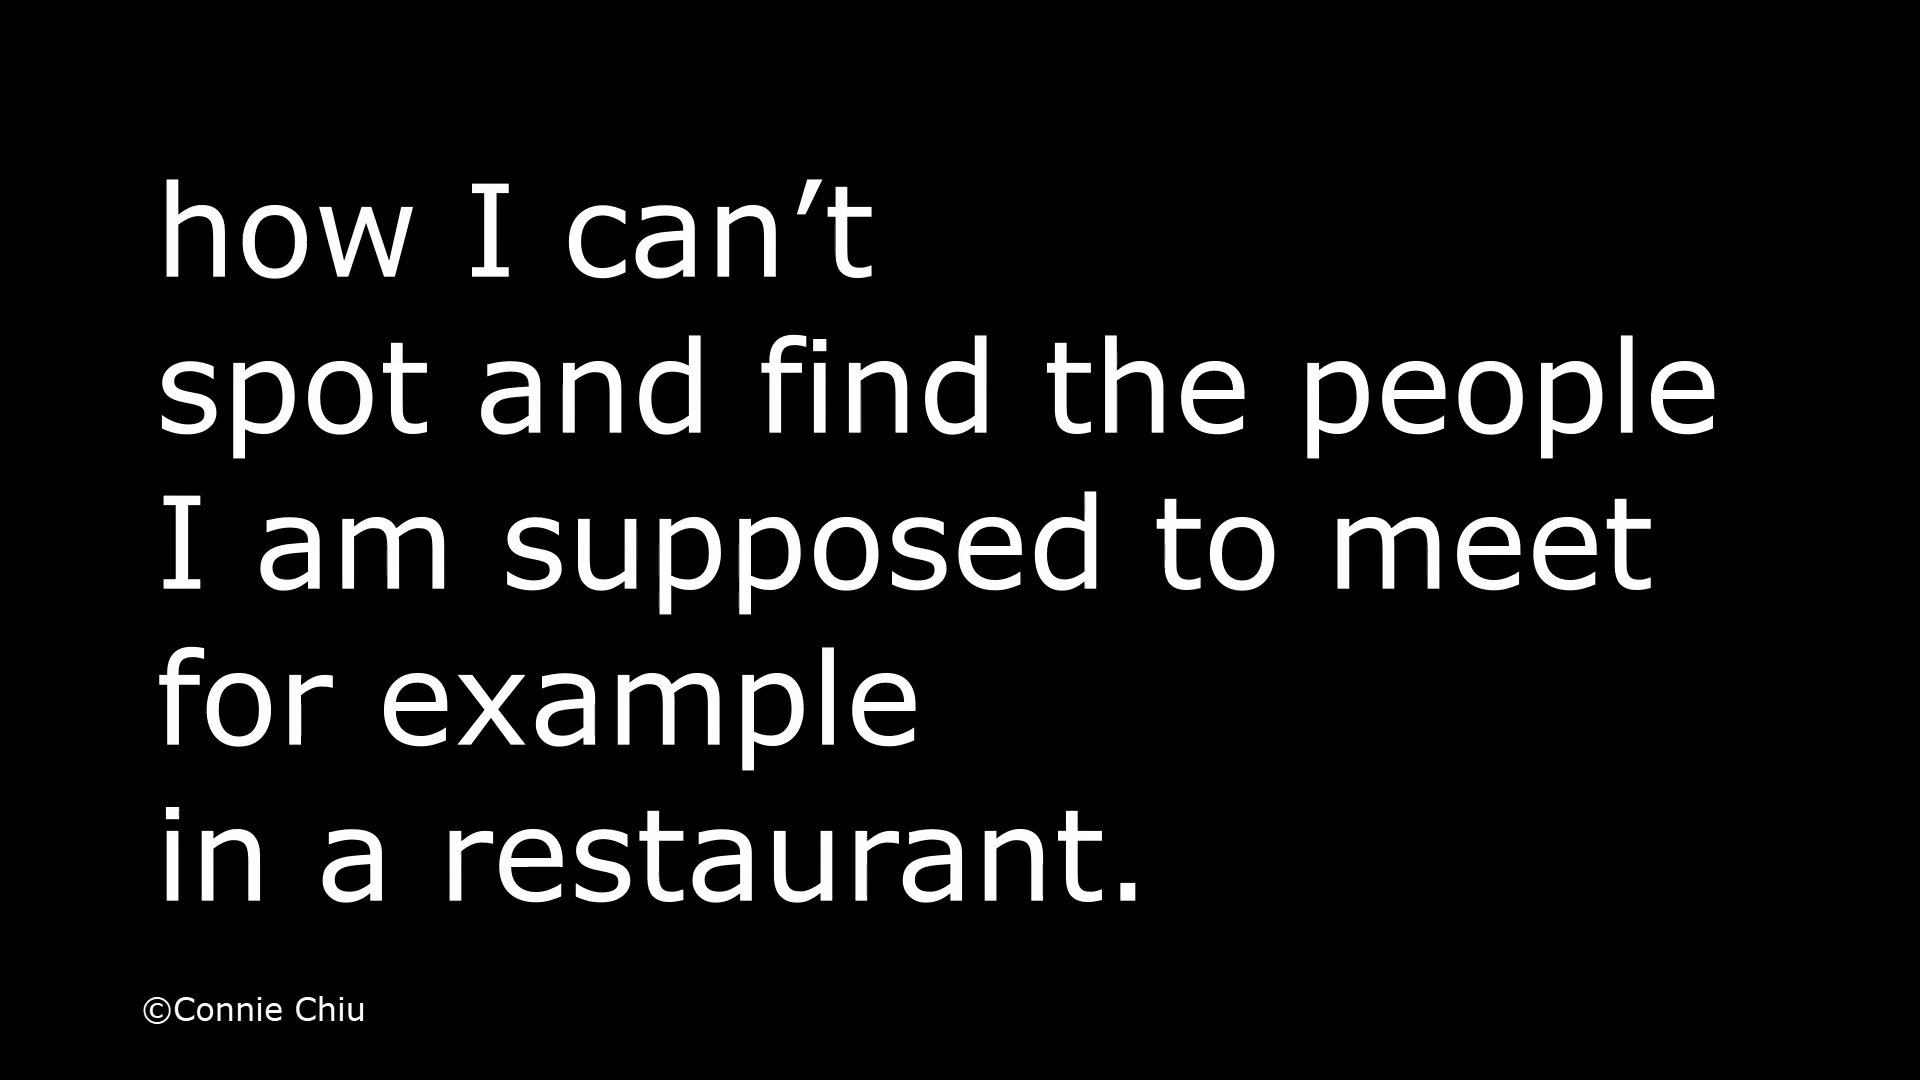 how I can’t
spot and find the people
I am supposed to meet
for example
in a restaurant.
©Connie Chiu